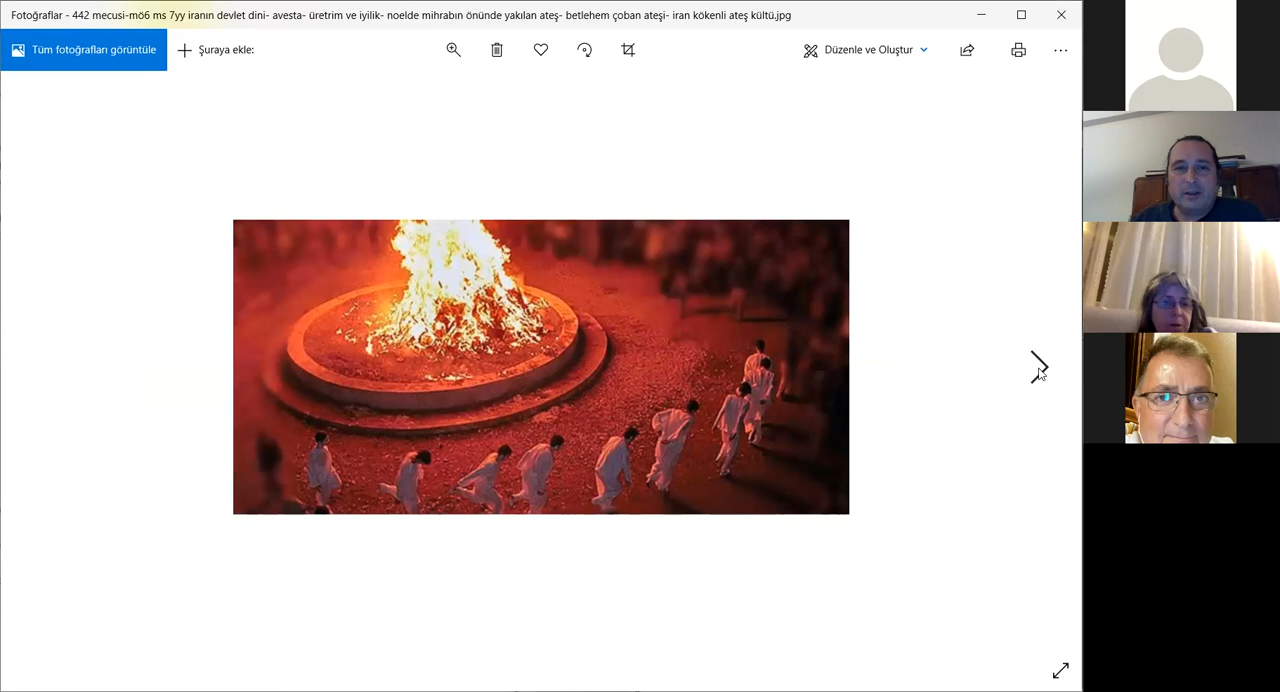 Fotoğraflar - 442 mecusi-mö6 ms 7yy iranın devlet dini- avesta- üretrim ve iyilik- noelde mihrabın önünde yakılan ateş- betlehem çoban ateşi- iran kökenli ateş kültü.jpg
Tüm fotoğrafları görüntüle
Şuraya ekle:
Düzenle ve Oluştur